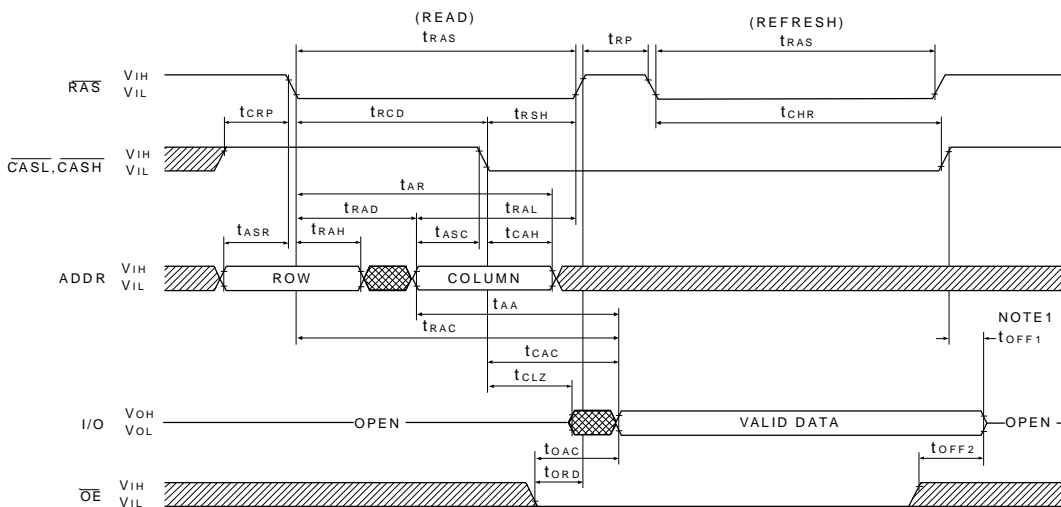 (READ) (REFRESH)
tRAS tRP tRAS
RAS VIH
VIL
tCRP tRCD tRSH tCHR
CASL,CASH VIH
VIL
tAR
tRAD tRAL
tASR tRAH tASC tCAH
ADDR VIH
VIL
ROW COLUMN
tAA
tRAC
NOTE1
tOFF1
tCAC
tCLZ
I/O VOH
VOL
OPEN VALID DATA OPEN
tOAC tOFF2
tORD
OE VIH
VIL